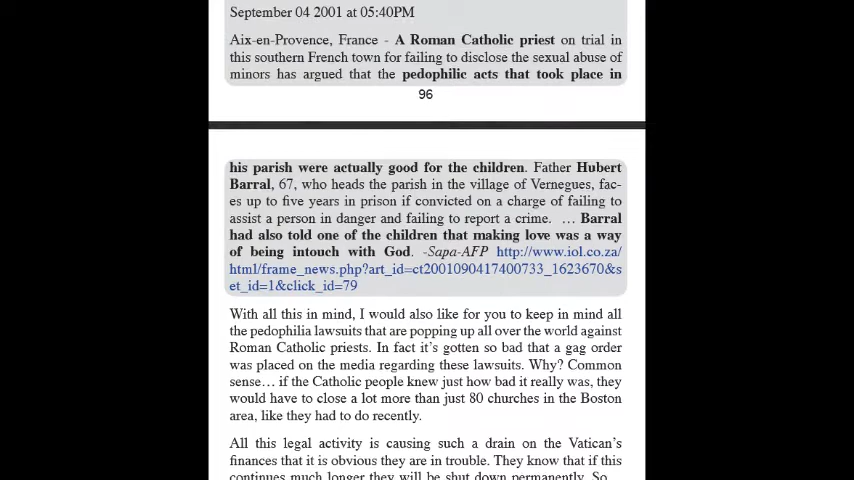 September 04 2001 at 05:40PM
Aix-en-Provence, France - A Roman Catholic priest on trial in
this southern French town for failing to disclose the sexual abuse of
minors has argued that the pedophilic acts that took place in
96
his parish were actually good for the children. Father Hubert
Barral, 67, who heads the parish in the village of Vernegues, fac-
es up to five years in prison if convicted on a charge of failing to
assist a person in danger and failing to report a crime. … Barral
had also told one of the children that making love was a way
of being intouch with God. -Sapa-AFP http://www.iol.co.za/
html/frame_news.php?art_id=ct2001090417400733_1623670&s
et_id=1&click_id=79
With all this in mind, I would also like for you to keep in mind all
the pedophilia lawsuits that are popping up all over the world against
Roman Catholic priests. In fact it's gotten so bad that a gag order
was placed on the media regarding these lawsuits. Why? Common
sense… if the Catholic people knew just how bad it really was, they
would have to close a lot more than just 80 churches in the Boston
area, like they had to do recently.
All this legal activity is causing such a drain on the Vatican's
finances that it is obvious they are in trouble. They know that if this
continues much longer they will be shut down permanently. So